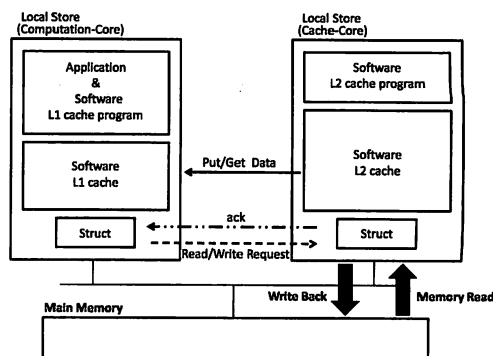 Local Store
(Computation-Core)
Application
&
Software
L1 cache program
Software
L1 cache
Struct
Local Store
(Cache-Core)
Software
L2 cache program
Software
L2 cache
Struct
Put/Get Data
ack
Read/Write Request
Write Back
Memory Read
Main Memory